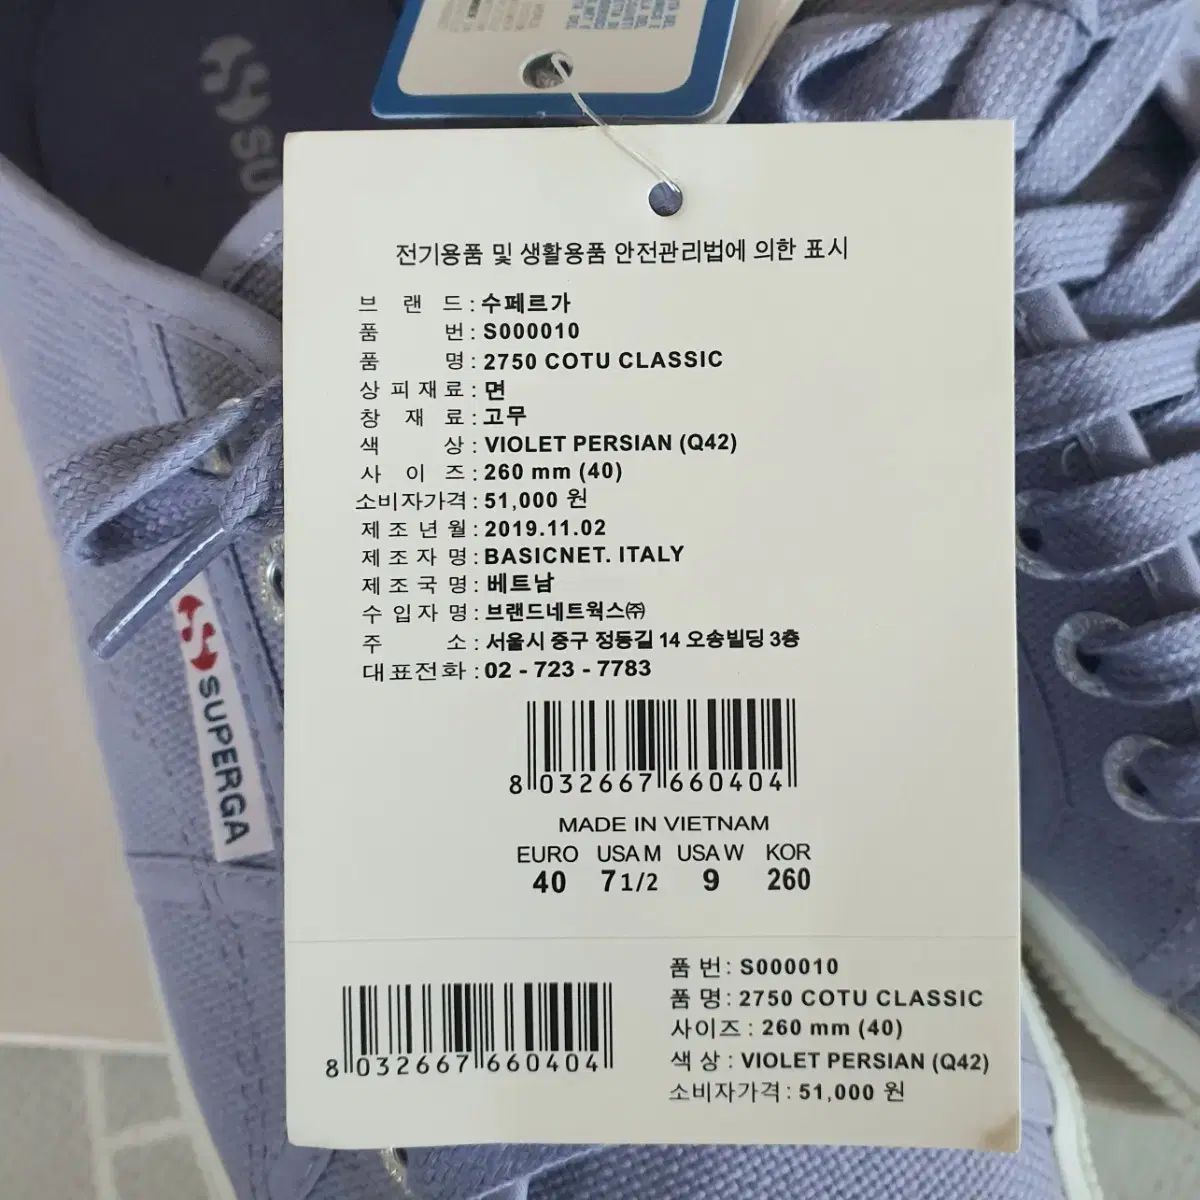 SU
전기용품 및 생활용품 안전관리법에 의한 표시
브 랜 드 : 수페르가
품 번 : S000010
품 명 : 2750 COTU CLASSIC
상 피 재 료 : 면
창 재 료 : 고무
색 상 : VIOLET PERSIAN (Q42)
사 이 즈 : 260 mm (40)
소비자가격 : 51,000 원
제 조 년 월 : 2019.11.02
제 조 자 명 : BASICNET. ITALY
제 조 국 명 : 베트남
수 입 자 명 : 브랜드네트웍스㈜
주 소 : 서울시 중구 정동길 14 오송빌딩 3층
대표전화 : 02 - 723 - 7783
8 032667 660404
MADE IN VIETNAM
EURO USA M USA W KOR
40 7 1/2 9 260
SUPERGA
8 032667 660404
품 번 : S000010
품 명 : 2750 COTU CLASSIC
사이즈 : 260 mm (40)
색 상 : VIOLET PERSIAN (Q42)
소비자가격 : 51,000 원